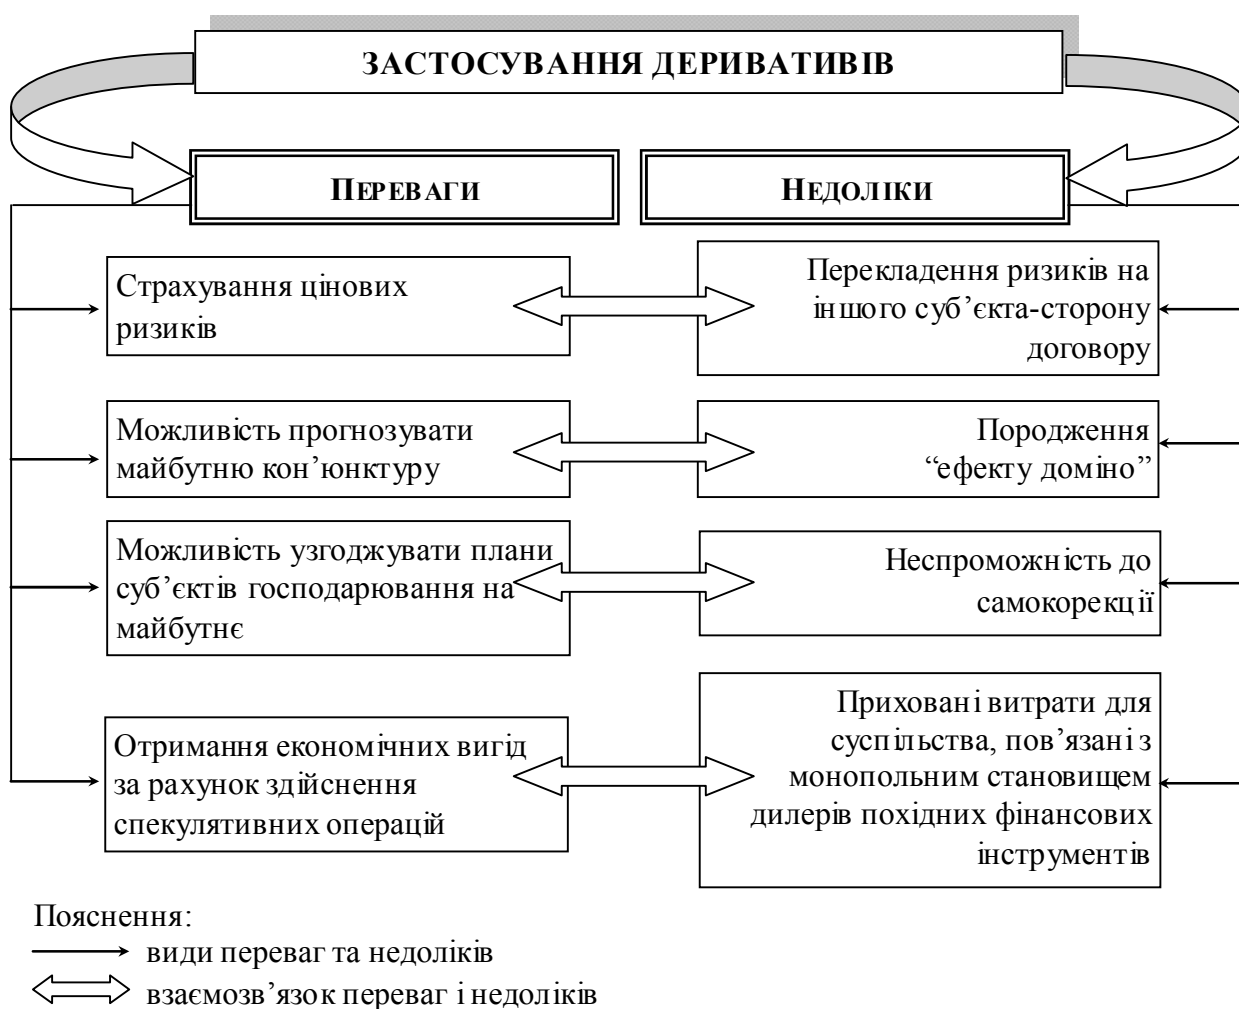 ЗАСТОСУВАННЯ ДЕРИВАТИВІВ
ПЕРЕВАГИ
НЕДОЛІКИ
Страхування цінових
ризиків
Перекладення ризиків на
іншого суб’єкта-сторону
договору
Можливість прогнозувати
майбутню кон’юнктуру
Породження
“ефекту доміно”
Можливість узгоджувати плани
суб’єктів господарювання на
майбутнє
Неспроможність до
самокорекції
Отримання економічних вигід
за рахунок здійснення
спекулятивних операцій
Приховані витрати для
суспільства, пов’язані з
монопольним становищем
дилерів похідних фінансових
інструментів
Пояснення:
види переваг та недоліків
взаємозв’язок переваг і недоліків